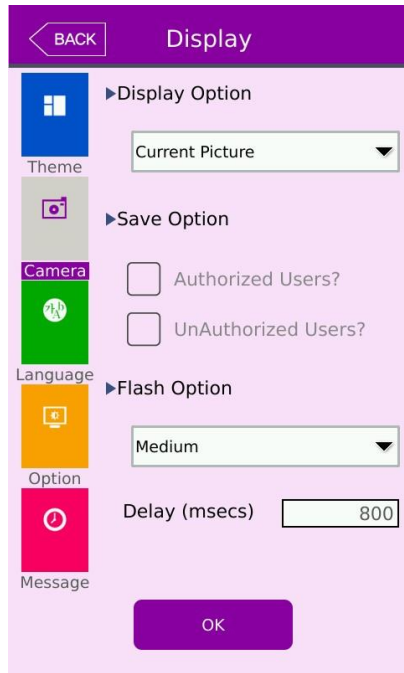 BACK
Display
Theme
Camera
Language
Option
Message
▶Display Option
Current Picture
▶Save Option
Authorized Users?
UnAuthorized Users?
▶Flash Option
Medium
Delay (msecs)
800
OK